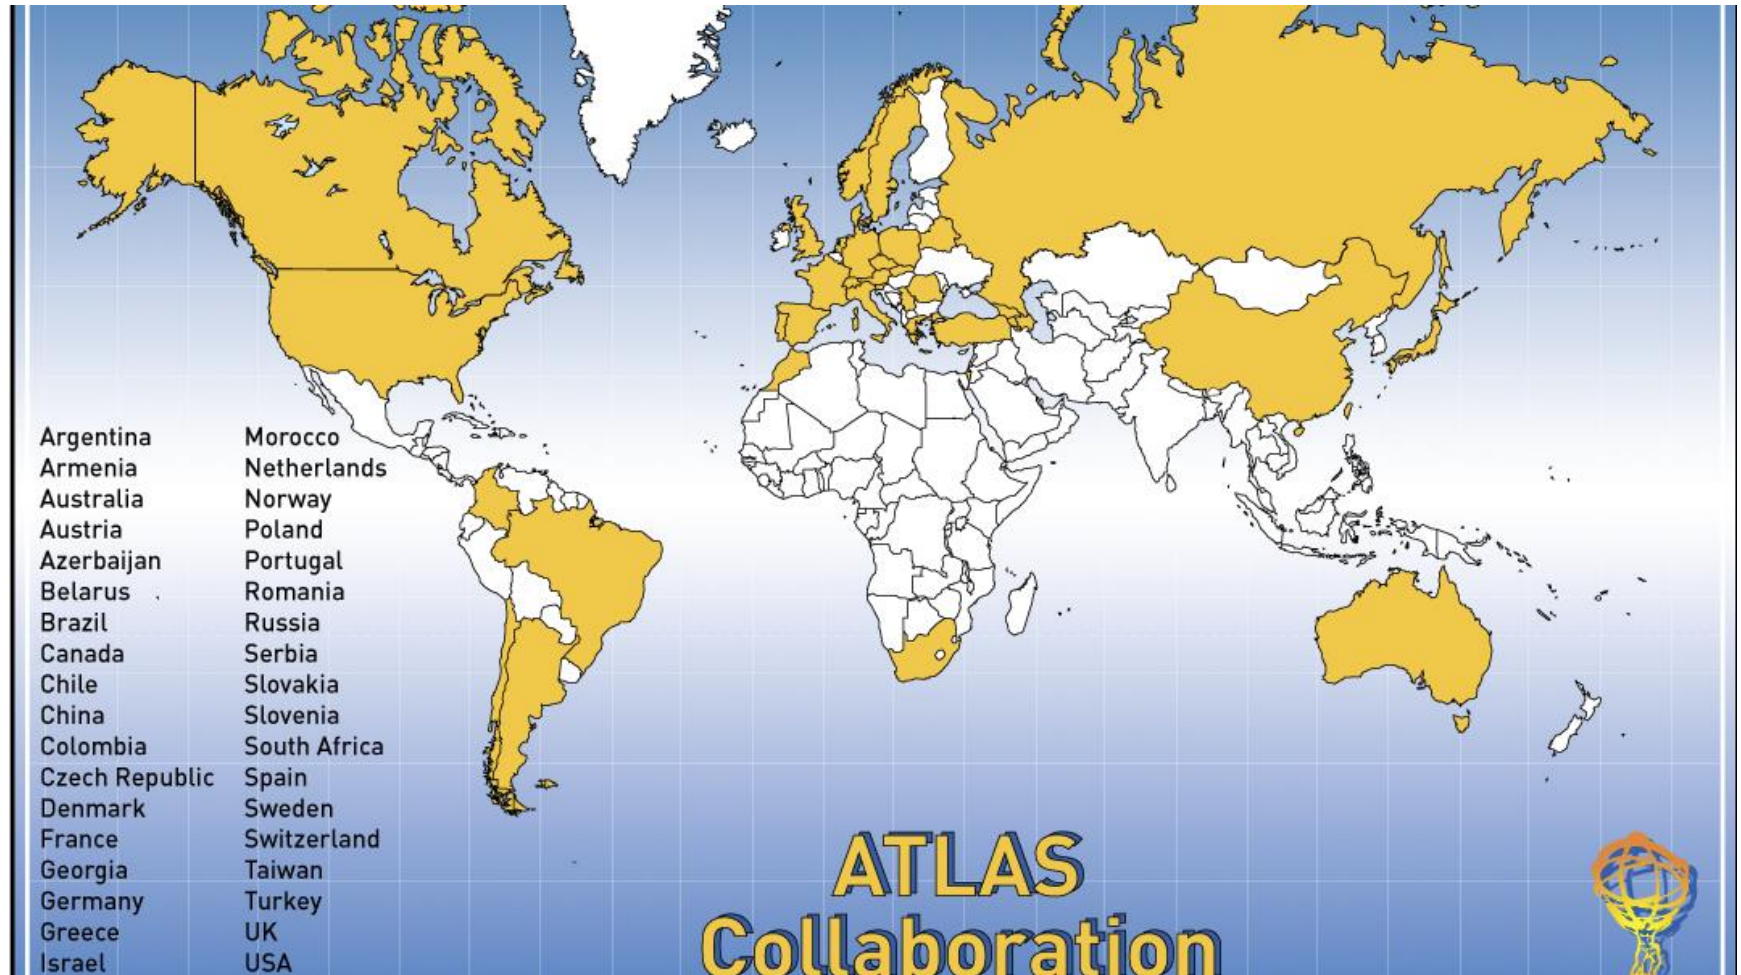 Argentina
Armenia
Australia
Austria
Azerbaijan
Belarus
Brazil
Canada
Chile
China
Colombia
Czech Republic
Denmark
France
Georgia
Germany
Greece
Israel
Morocco
Netherlands
Norway
Poland
Portugal
Romania
Russia
Serbia
Slovakia
Slovenia
South Africa
Spain
Sweden
Switzerland
Taiwan
Turkey
UK
USA
ATLAS
Collaboration